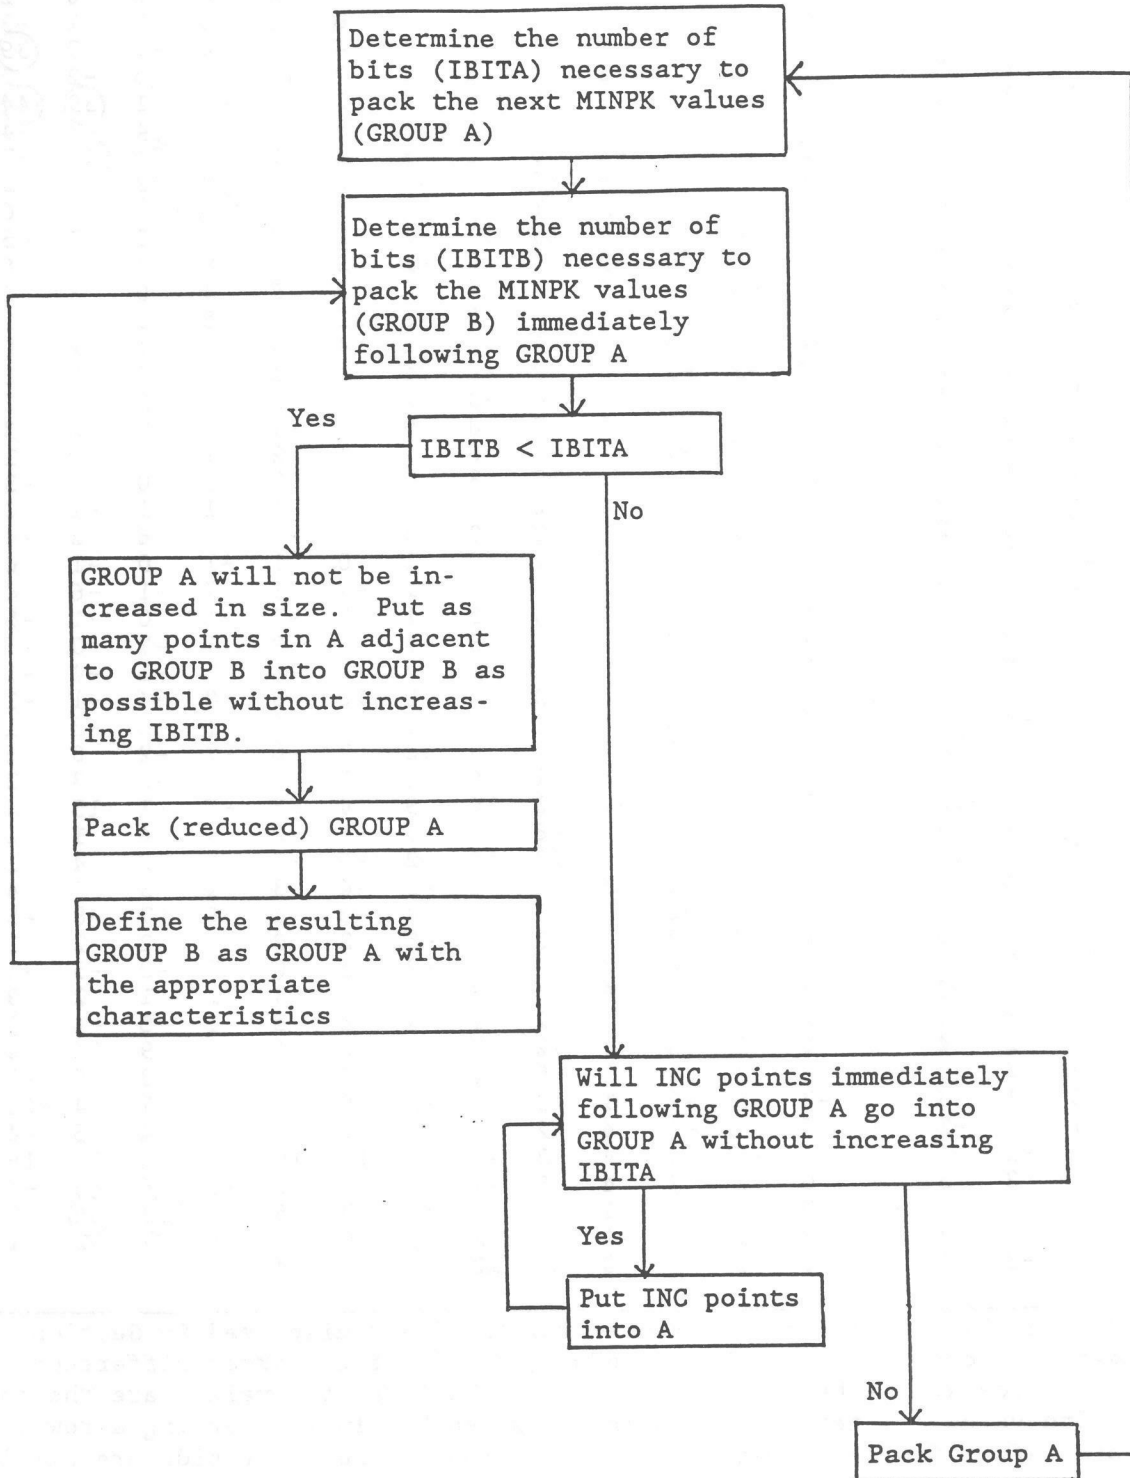 Determine the number of
bits (IBITA) necessary to
pack the next MINPK values
(GROUP A)
Determine the number of
bits (IBITB) necessary to
pack the MINPK values
(GROUP B) immediately
following GROUP A
Yes
IBITB < IBITA
No
GROUP A will not be in-
creased in size. Put as
many points in A adjacent
to GROUP B into GROUP B as
possible without increas-
ing IBITB.
Pack (reduced) GROUP A
Define the resulting
GROUP B as GROUP A with
the appropriate
characteristics
Will INC points immediately
following GROUP A go into
GROUP A without increasing
IBITA
Yes
Put INC points
into A
No
Pack Group A